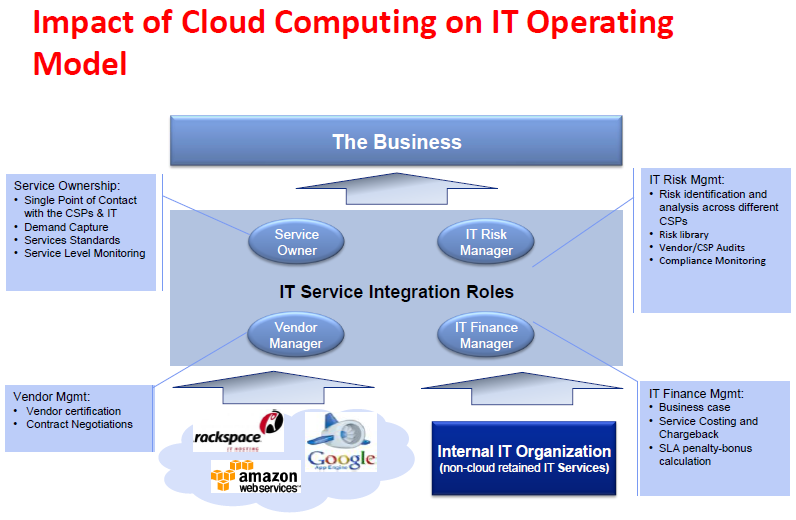 Impact of Cloud Computing on IT Operating
Model
The Business
Service Ownership:
• Single Point of Contact
with the CSPs & IT
• Demand Capture
• Services Standards
• Service Level Monitoring
IT Risk Mgmt:
• Risk identification and
analysis across different
CSPs
• Risk library
• Vendor/CSP Audits
• Compliance Monitoring
Service
Owner
IT Risk
Manager
IT Service Integration Roles
Vendor
Manager
IT Finance
Manager
Vendor Mgmt:
• Vendor certification
• Contract Negotiations
rackspace
IT HOSTING
Google
App Engine
amazon
webservices™
Internal IT Organization
(non-cloud retained IT Services)
IT Finance Mgmt:
• Business case
• Service Costing and
Chargeback
• SLA penalty-bonus
calculation